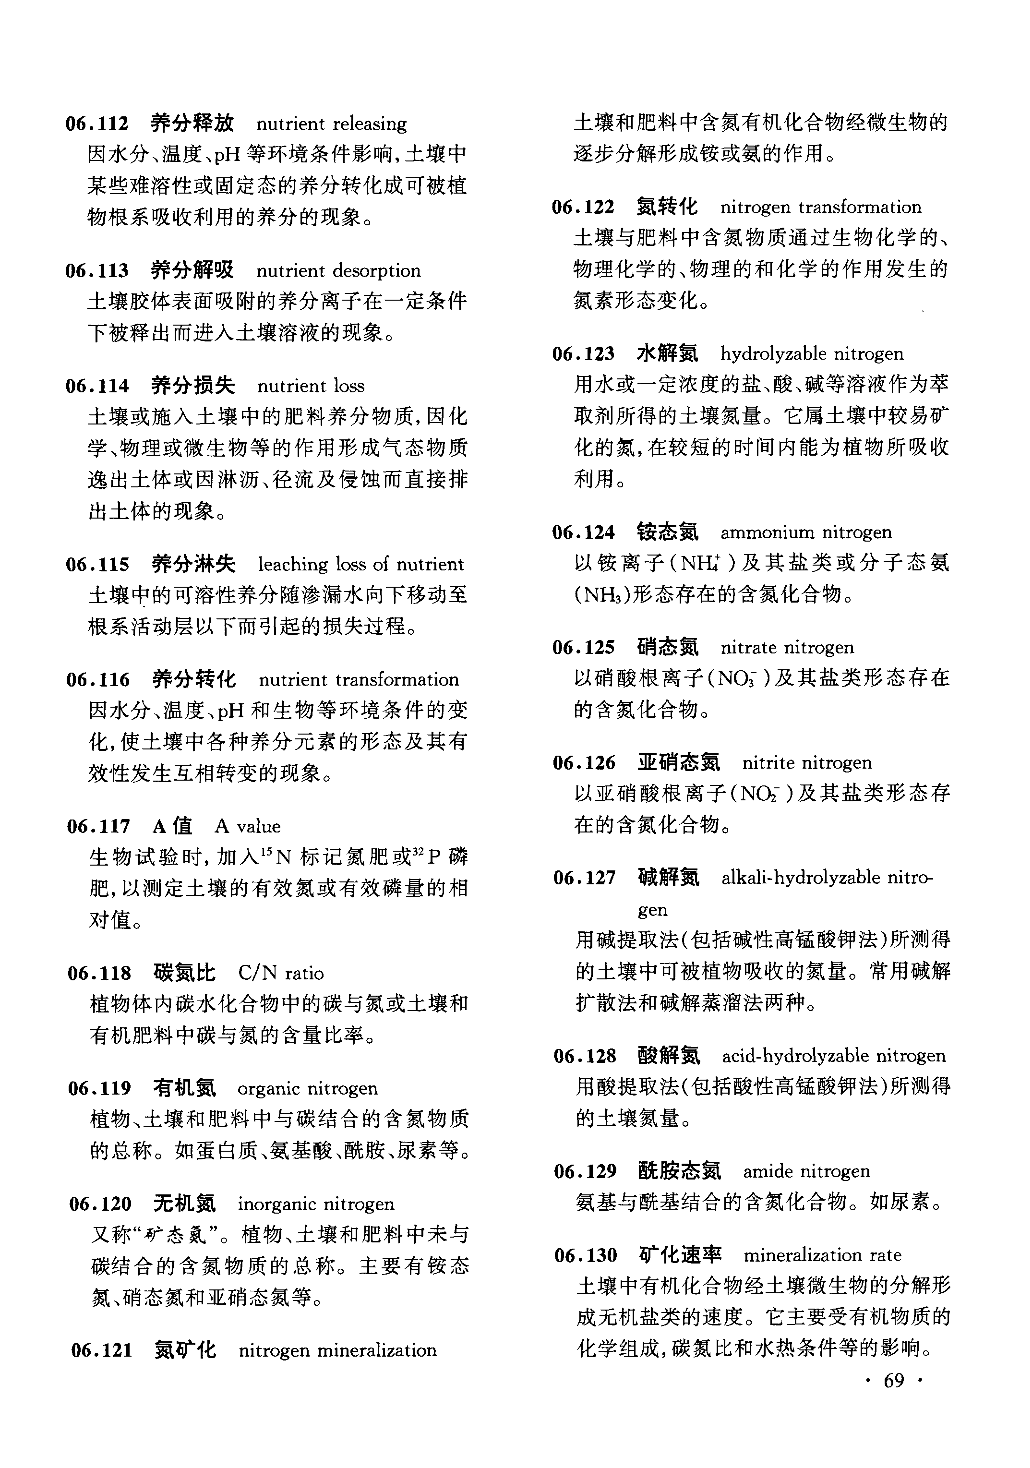 06.112 养分释放 nutrient releasing
因水分、温度、pH 等环境条件影响,土壤中
某些难溶性或固定态的养分转化成可被植
物根系吸收利用的养分的现象。
06.113 养分解吸 nutrient desorption
土壤胶体表面吸附的养分离子在一定条件
下被释出而进入土壤溶液的现象。
06.114 养分损失 nutrient loss
土壤或施入土壤中的肥料养分物质,因化
学、物理或微生物等的作用形成气态物质
逸出土体或因淋沥、径流及侵蚀而直接排
出土体的现象。
06.115 养分淋失 leaching loss of nutrient
土壤中的可溶性养分随渗漏水向下移动至
根系活动层以下而引起的损失过程。
06.116 养分转化 nutrient transformation
因水分、温度、pH 和生物等环境条件的变
化,使土壤中各种养分元素的形态及其有
效性发生互相转变的现象。
06.117 A 值 A value
生物试验时,加入¹⁵N 标记氮肥或³²P 磷
肥,以测定土壤的有效氮或有效磷量的相
对值。
06.118 碳氮比 C/N ratio
植物体内碳水化合物中的碳与氮或土壤和
有机肥料中碳与氮的含量比率。
06.119 有机氮 organic nitrogen
植物、土壤和肥料中与碳结合的含氮物质
的总称。如蛋白质、氨基酸、酰胺、尿素等。
06.120 无机氮 inorganic nitrogen
又称“矿态氮”。植物、土壤和肥料中未与
碳结合的含氮物质的总称。主要有铵态
氮、硝态氮和亚硝态氮等。
06.121 氮矿化 nitrogen mineralization
土壤和肥料中含氮有机化合物经微生物的
逐步分解形成铵或氨的作用。
06.122 氮转化 nitrogen transformation
土壤与肥料中含氮物质通过生物化学的、
物理化学的、物理的和化学的作用发生的
氮素形态变化。
06.123 水解氮 hydrolyzable nitrogen
用水或一定浓度的盐、酸、碱等溶液作为萃
取剂所得的土壤氮量。它属土壤中较易矿
化的氮,在较短的时间内能为植物所吸收
利用。
06.124 铵态氮 ammonium nitrogen
以铵离子(NH₄⁺)及其盐类或分子态氨
(NH₃)形态存在的含氮化合物。
06.125 硝态氮 nitrate nitrogen
以硝酸根离子(NO₃⁻)及其盐类形态存在
的含氮化合物。
06.126 亚硝态氮 nitrite nitrogen
以亚硝酸根离子(NO₂⁻)及其盐类形态存
在的含氮化合物。
06.127 碱解氮 alkali-hydrolyzable nitro-
gen
用碱提取法(包括碱性高锰酸钾法)所测得
的土壤中可被植物吸收的氮量。常用碱解
扩散法和碱解蒸溜法两种。
06.128 酸解氮 acid-hydrolyzable nitrogen
用酸提取法(包括酸性高锰酸钾法)所测得
的土壤氮量。
06.129 酰胺态氮 amide nitrogen
氨基与酰基结合的含氮化合物。如尿素。
06.130 矿化速率 mineralization rate
土壤中有机化合物经土壤微生物的分解形
成无机盐类的速度。它主要受有机物质的
化学组成,碳氮比和水热条件等的影响。
· 69 ·